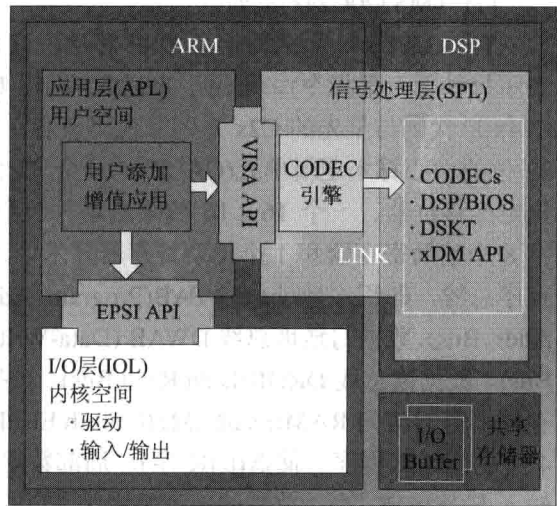 ARM
DSP
应用层(APL)
用户空间
信号处理层(SPL)
用户添加
增值应用
VISA API
CODEC
引擎
· CODECs
· DSP/BIOS
· DSKT
· xDM API
LINK
EPSI API
I/O层(IOL)
内核空间
· 驱动
· 输入/输出
I/O
Buffer
共享
存储器